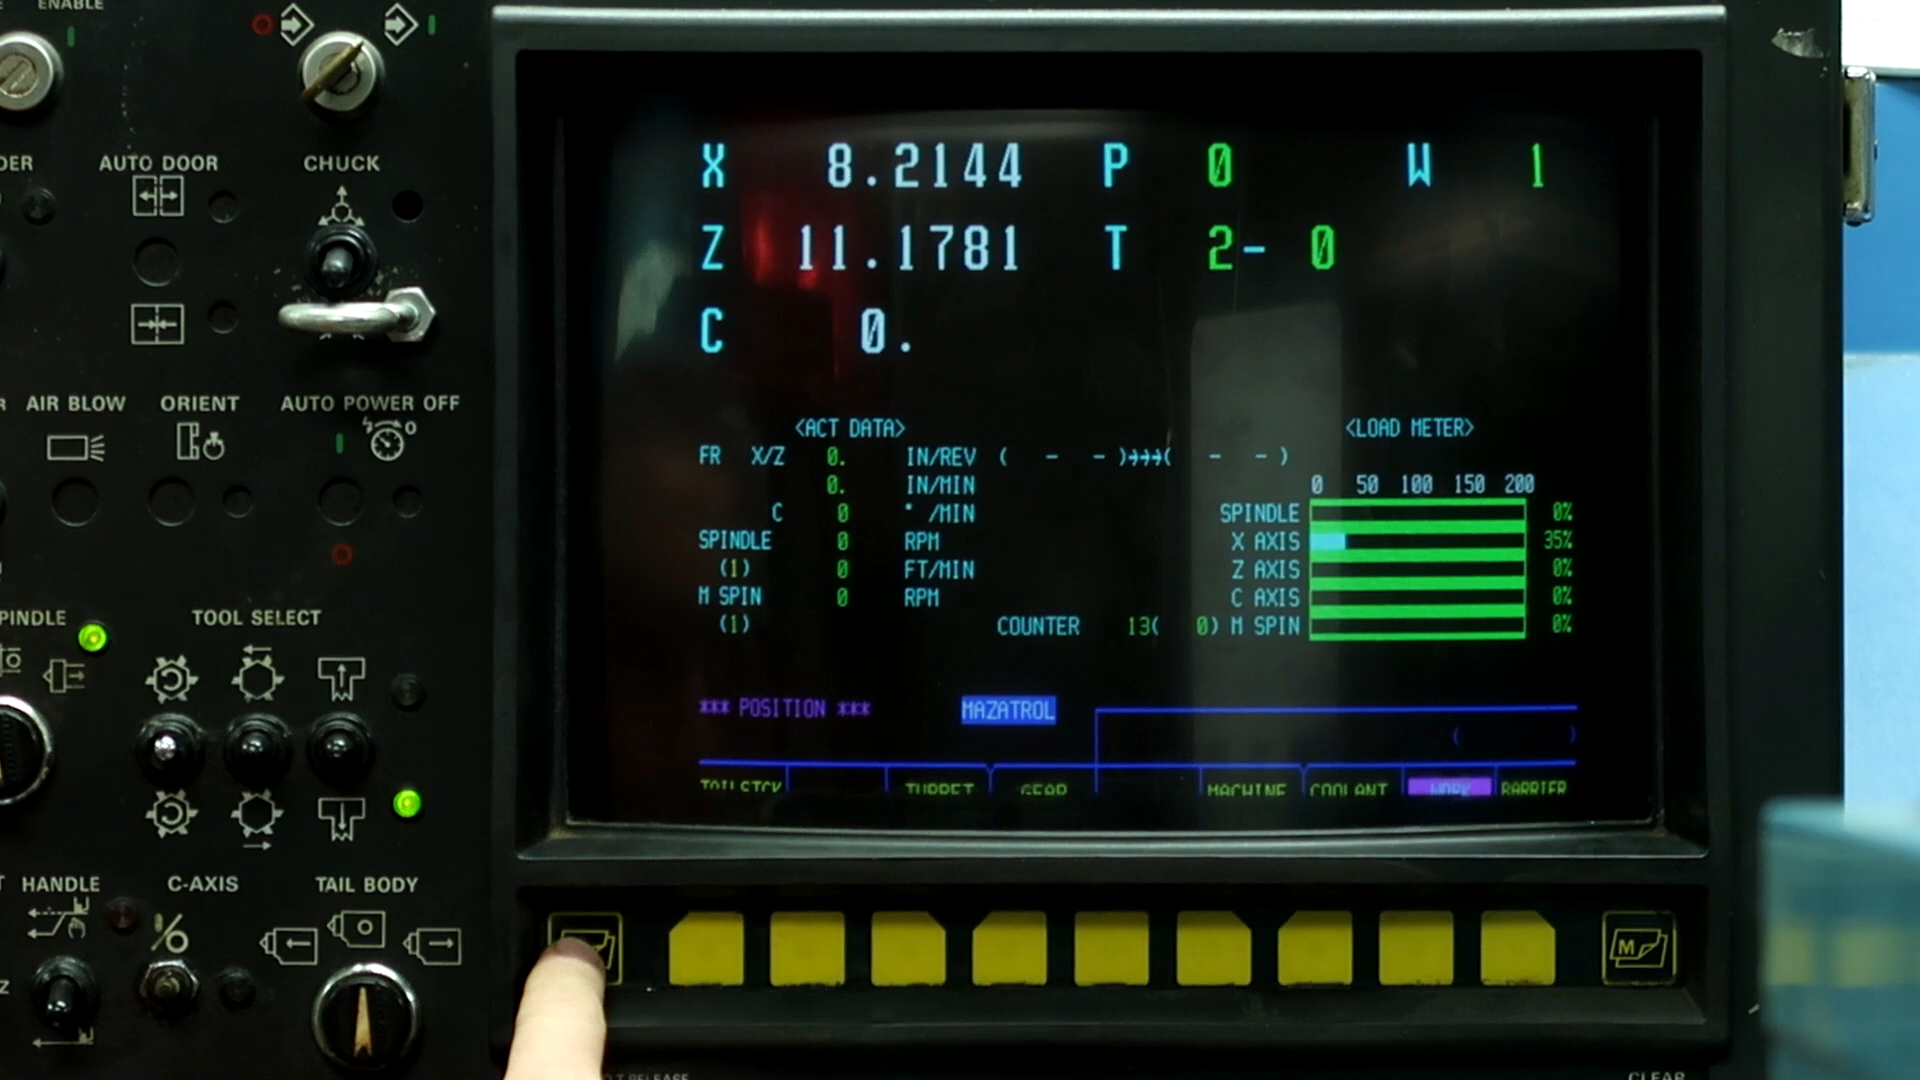 ENABLE
AUTO DOOR
CHUCK
AIR BLOW
ORIENT
AUTO POWER OFF
TOOL SELECT
HANDLE
C-AXIS
TAIL BODY
X 8.2144 P 0 W 1
Z 11.1781 T 2- 0
C 0.
<ACT DATA> <LOAD METER>
FR X/Z 0. IN/REV ( - - )→→→( - - )
0. IN/MIN 0 50 100 150 200
C 0 ° /MIN SPINDLE 0%
SPINDLE 0 RPM X AXIS 35%
(1) 0 FT/MIN Z AXIS 0%
M SPIN 0 RPM C AXIS 0%
(1) COUNTER 13( 0) M SPIN 0%
*** POSITION *** MAZATROL
( )
TAILSTCK TURRET GEAR MACHINE COOLANT WORK BARRIER
M
CLEAR